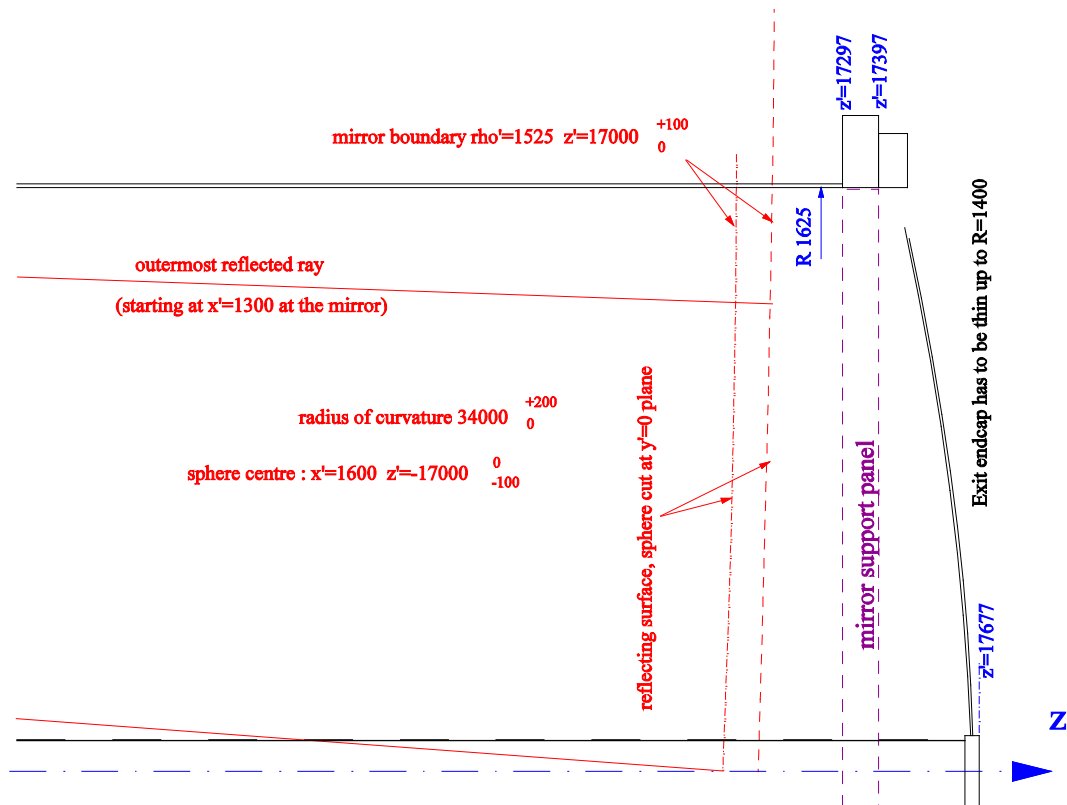 z'=17297
z'=17397
mirror boundary rho'=1525 z'=17000 +100
0
R 1625
outermost reflected ray
(starting at x'=1300 at the mirror)
Exit endcap has to be thin up to R=1400
radius of curvature 34000 +200
0
sphere centre : x'=1600 z'=-17000 0
-100
reflecting surface, sphere cut at y'=0 plane
mirror support panel
z'=17677
Z